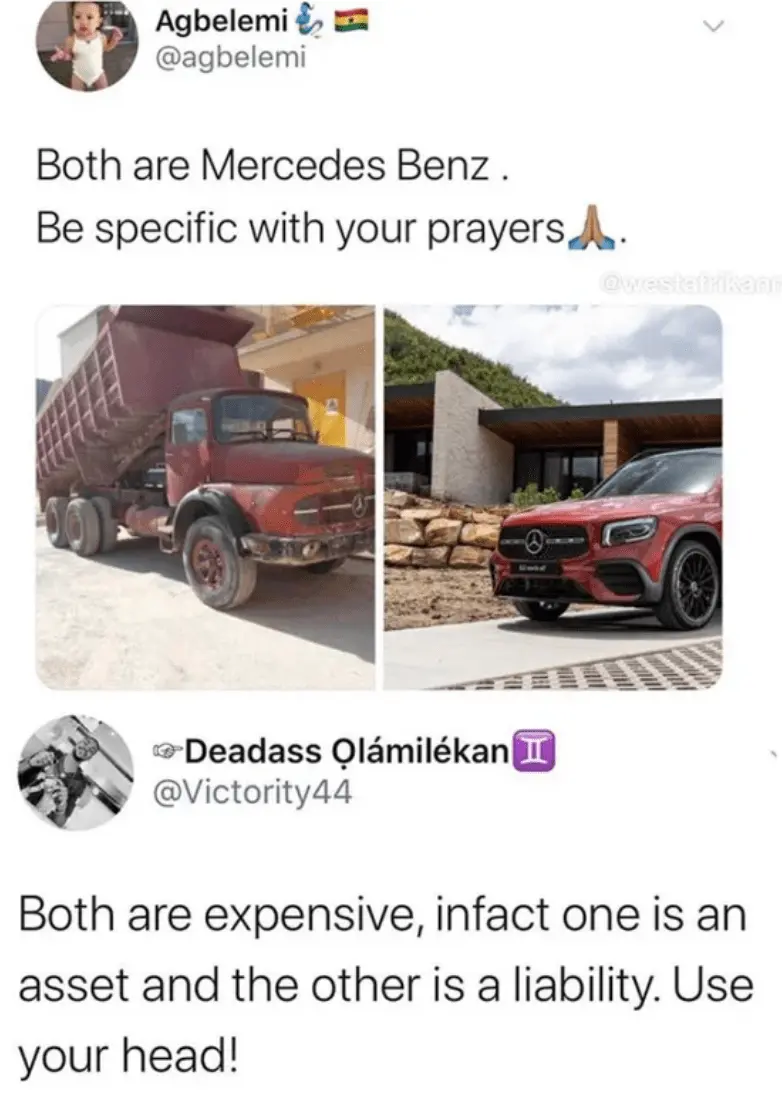 Agbelemi 🧞‍♂️ 🇬🇭
@agbelemi
Both are Mercedes Benz .
Be specific with your prayers🙏🏽.
@westafrikann
👉Deadass Ọlámilékan♊
@Victority44
Both are expensive, infact one is an
asset and the other is a liability. Use
your head!